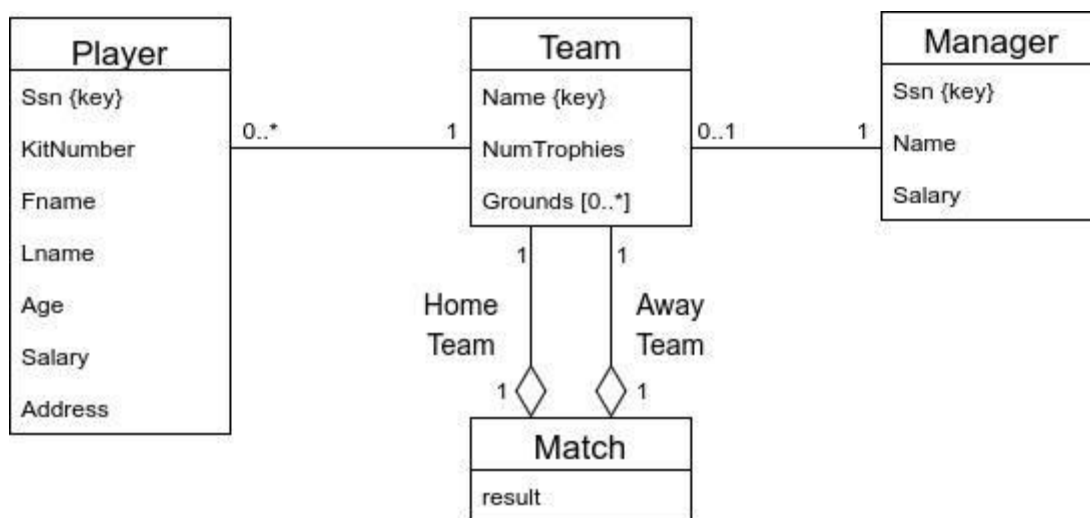 Player
Ssn {key}
KitNumber
Fname
Lname
Age
Salary
Address
0..*
1
Team
Name {key}
NumTrophies
Grounds [0..*]
0..1
1
Manager
Ssn {key}
Name
Salary
1
1
Home
Team
Away
Team
1
1
Match
result